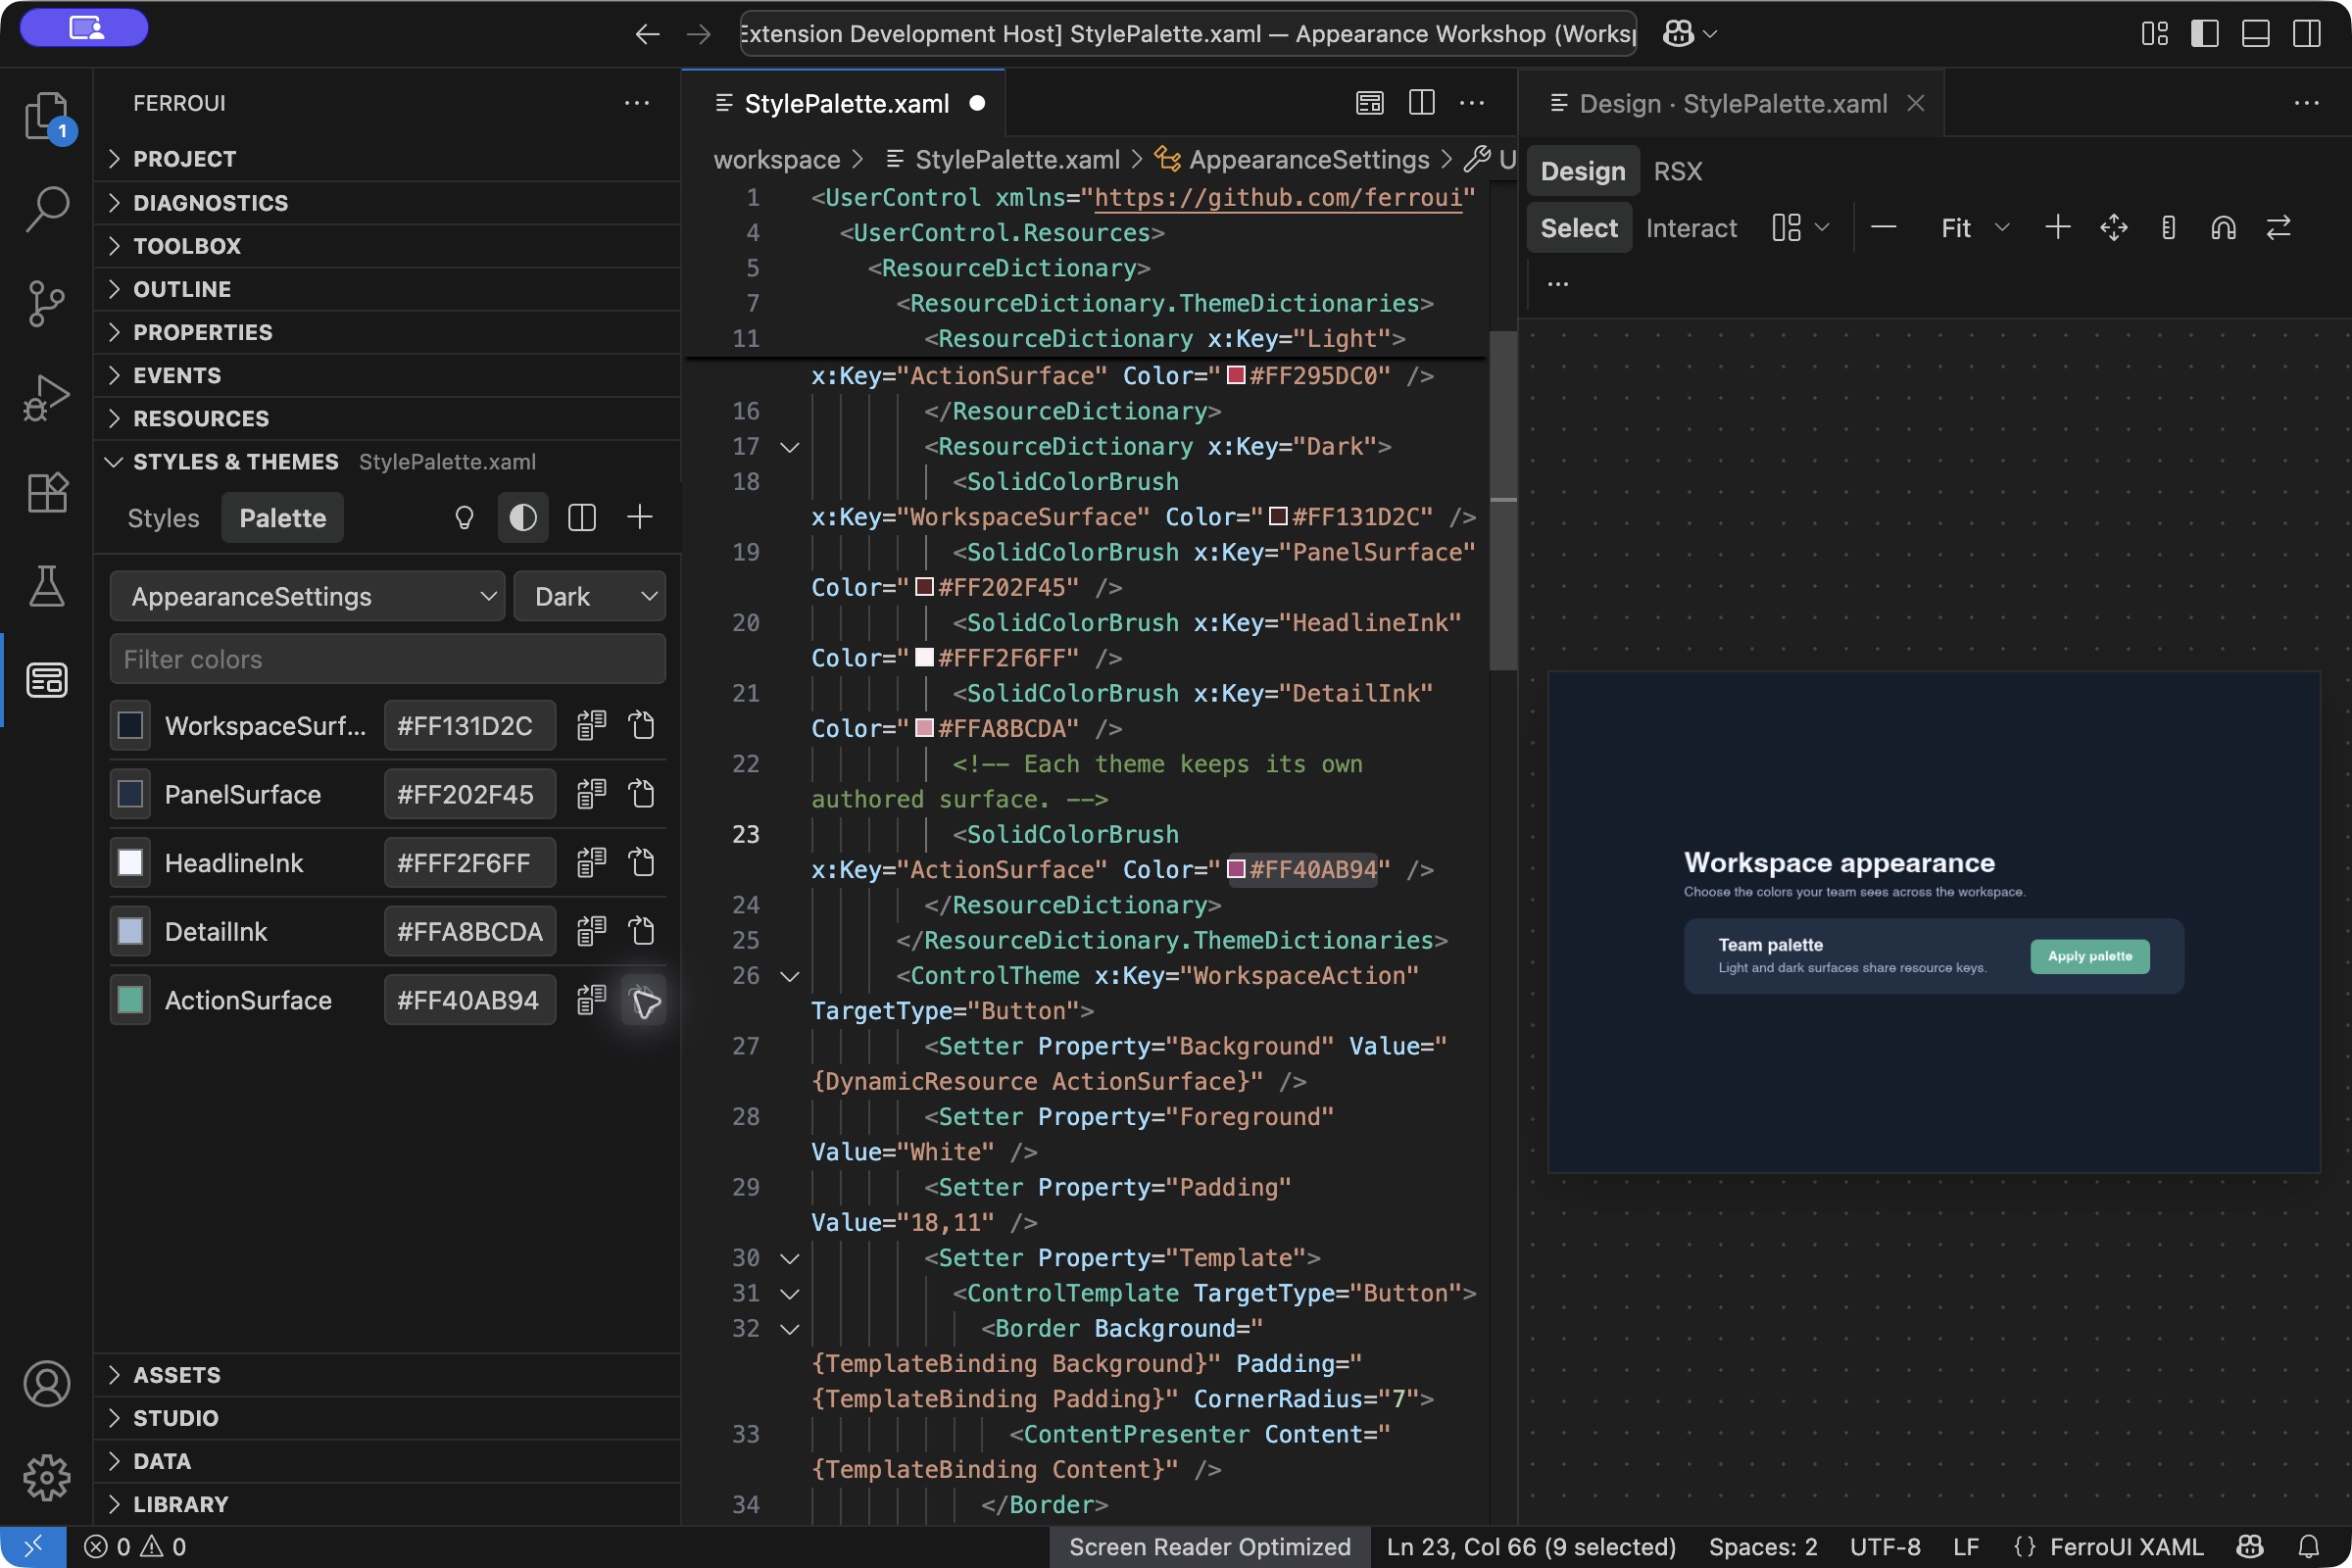 Extension Development Host] StylePalette.xaml — Appearance Workshop (Works
FERROUI
PROJECT
DIAGNOSTICS
TOOLBOX
OUTLINE
PROPERTIES
EVENTS
RESOURCES
STYLES & THEMES StylePalette.xaml
Styles Palette
AppearanceSettings Dark
Filter colors
WorkspaceSurf... #FF131D2C
PanelSurface #FF202F45
HeadlineInk #FFF2F6FF
DetailInk #FFA8BCDA
ActionSurface #FF40AB94
ASSETS
STUDIO
DATA
LIBRARY
1
StylePalette.xaml
workspace > StylePalette.xaml > AppearanceSettings > U
1 <UserControl xmlns="https://github.com/ferroui"
4 <UserControl.Resources>
5 <ResourceDictionary>
7 <ResourceDictionary.ThemeDictionaries>
11 <ResourceDictionary x:Key="Light">
x:Key="ActionSurface" Color="#FF295DC0" />
16 </ResourceDictionary>
17 <ResourceDictionary x:Key="Dark">
18 <SolidColorBrush
x:Key="WorkspaceSurface" Color="#FF131D2C" />
19 <SolidColorBrush x:Key="PanelSurface"
Color="#FF202F45" />
20 <SolidColorBrush x:Key="HeadlineInk"
Color="#FFF2F6FF" />
21 <SolidColorBrush x:Key="DetailInk"
Color="#FFA8BCDA" />
22 <!-- Each theme keeps its own
authored surface. -->
23 <SolidColorBrush
x:Key="ActionSurface" Color="#FF40AB94" />
24 </ResourceDictionary>
25 </ResourceDictionary.ThemeDictionaries>
26 <ControlTheme x:Key="WorkspaceAction"
TargetType="Button">
27 <Setter Property="Background" Value="
{DynamicResource ActionSurface}" />
28 <Setter Property="Foreground"
Value="White" />
29 <Setter Property="Padding"
Value="18,11" />
30 <Setter Property="Template">
31 <ControlTemplate TargetType="Button">
32 <Border Background="
{TemplateBinding Background}" Padding="
{TemplateBinding Padding}" CornerRadius="7">
33 <ContentPresenter Content="
{TemplateBinding Content}" />
34 </Border>
Design · StylePalette.xaml
Design RSX
Select Interact Fit
Workspace appearance
Choose the colors your team sees across the workspace.
Team palette
Light and dark surfaces share resource keys.
Apply palette
0 0
Screen Reader Optimized Ln 23, Col 66 (9 selected) Spaces: 2 UTF-8 LF {} FerroUI XAML